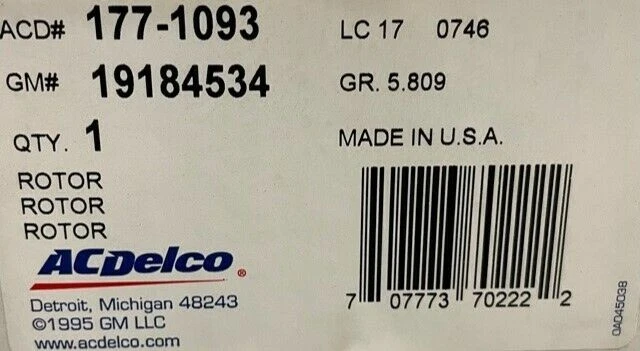 ACD# 177-1093 LC 17 0746
GM# 19184534 GR. 5.809
QTY. 1 MADE IN U.S.A.
ROTOR
ROTOR
ROTOR
ACDelco®
Detroit, Michigan 48243
©1995 GM LLC
www.acdelco.com
7 07773 70222 2
0A045038